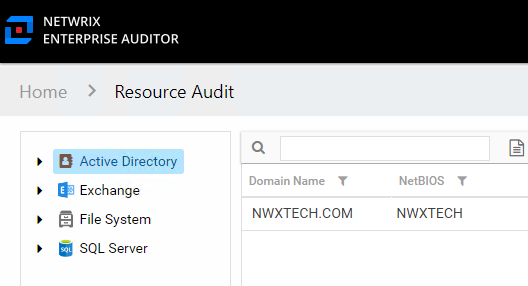 NETWRIX
ENTERPRISE AUDITOR
Home > Resource Audit
Active Directory
Exchange
File System
SQL Server
Domain Name NetBIOS
NWXTECH.COM NWXTECH